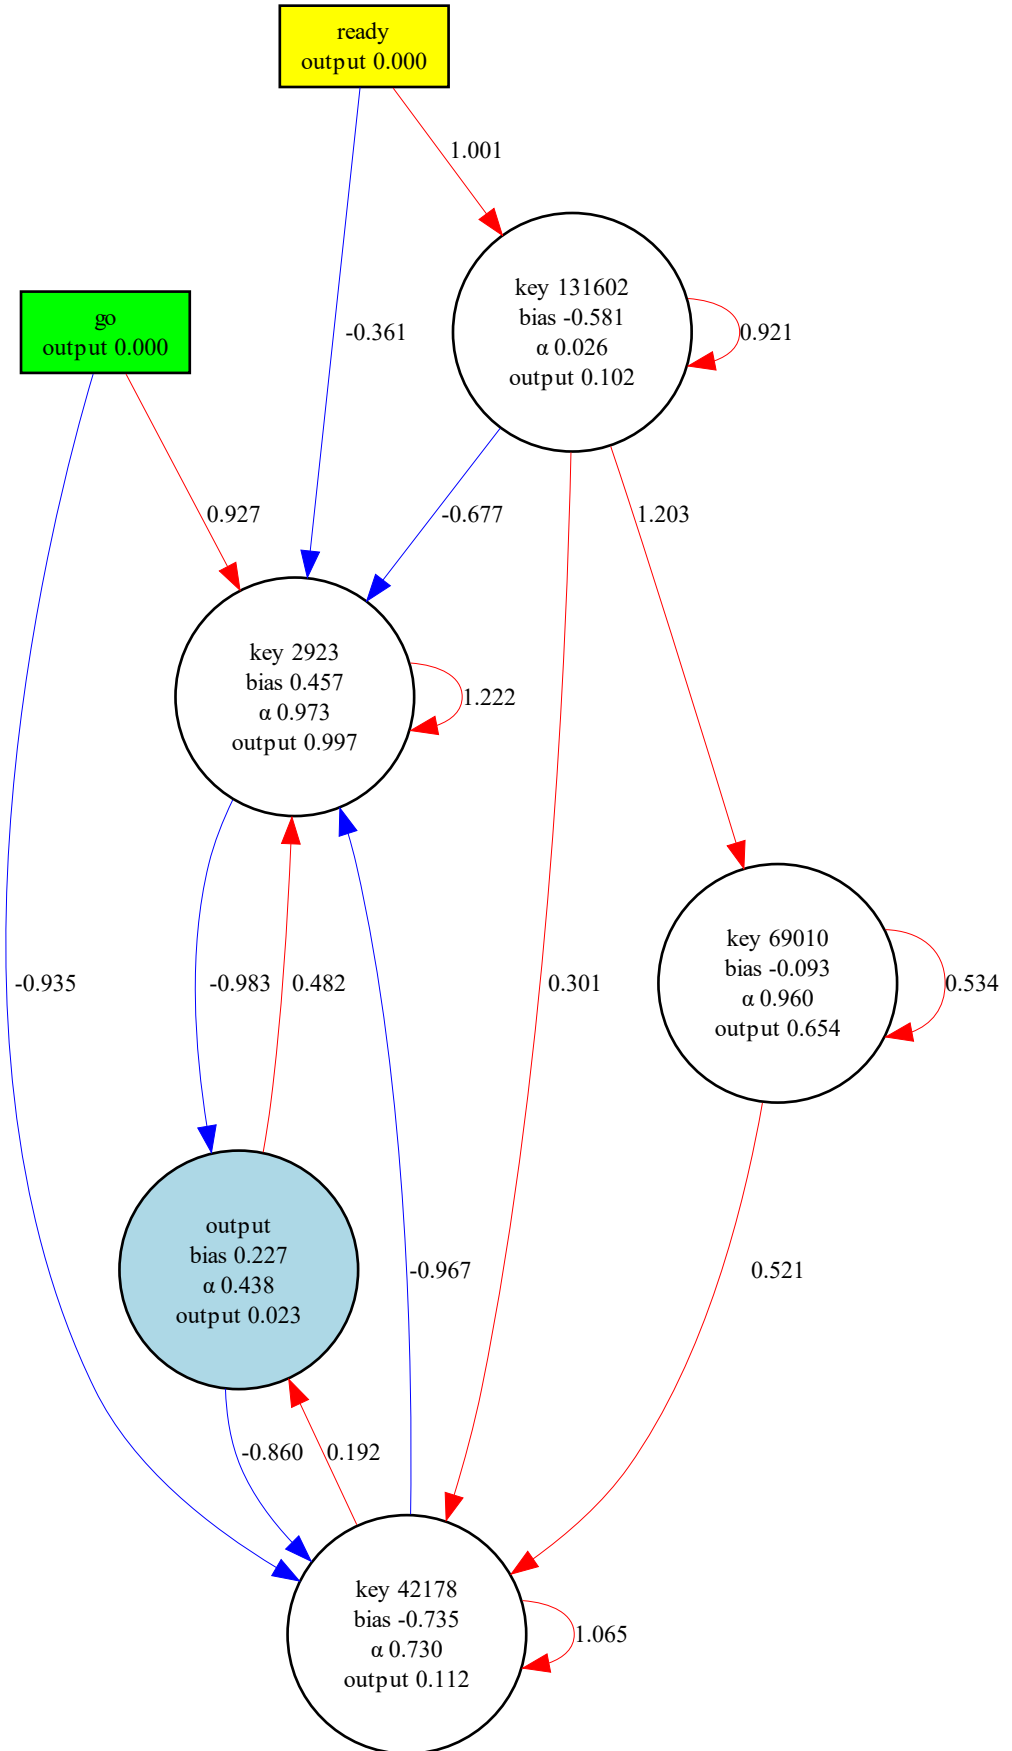 ready
output 0.000
1.001
key 131602
bias -0.581
α 0.026
output 0.102
0.921
go
output 0.000
-0.361
0.927
-0.677
1.203
key 2923
bias 0.457
α 0.973
output 0.997
1.222
key 69010
bias -0.093
α 0.960
output 0.654
0.534
-0.935
-0.983
0.482
0.301
output
bias 0.227
α 0.438
output 0.023
-0.967
0.521
-0.860
0.192
key 42178
bias -0.735
α 0.730
output 0.112
1.065